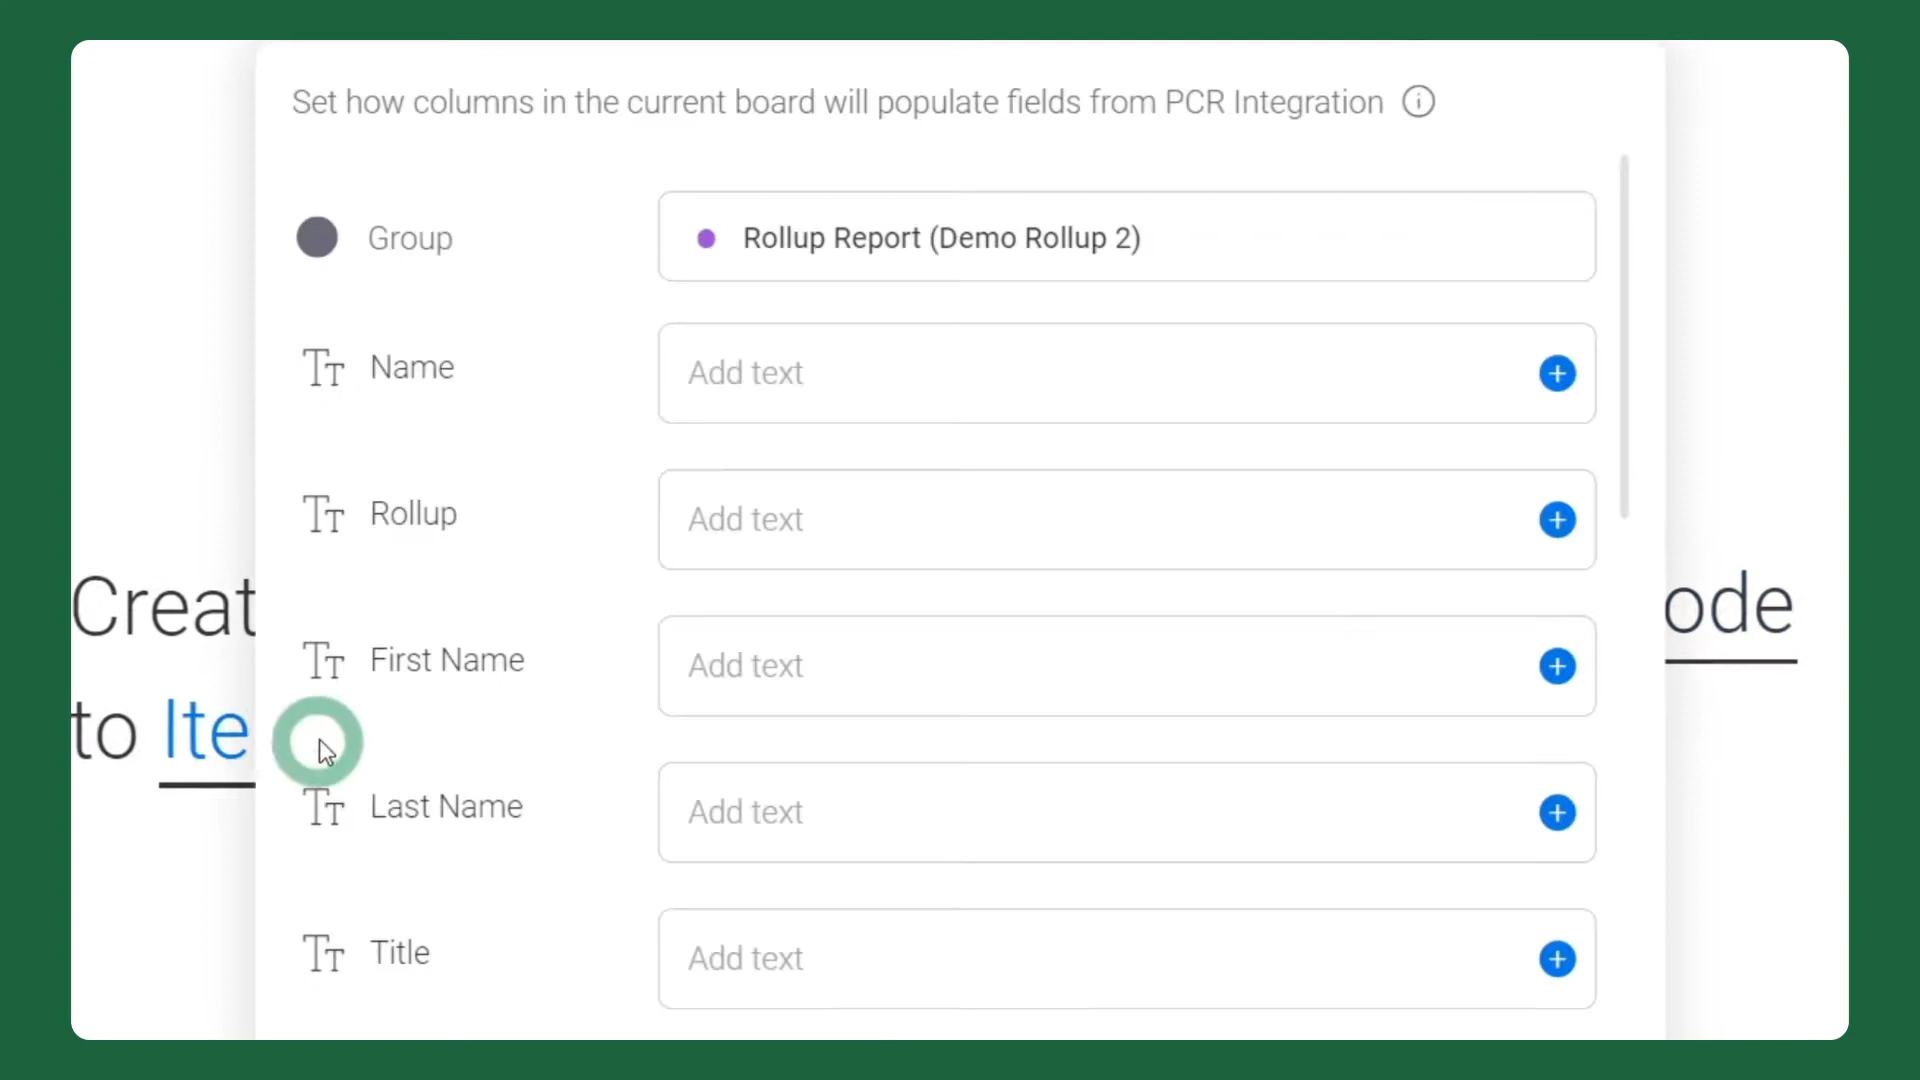 Set how columns in the current board will populate fields from PCR Integration
Group
Rollup Report (Demo Rollup 2)
Name
Add text
Rollup
Add text
Creat
ode
First Name
Add text
to Ite
Last Name
Add text
Title
Add text